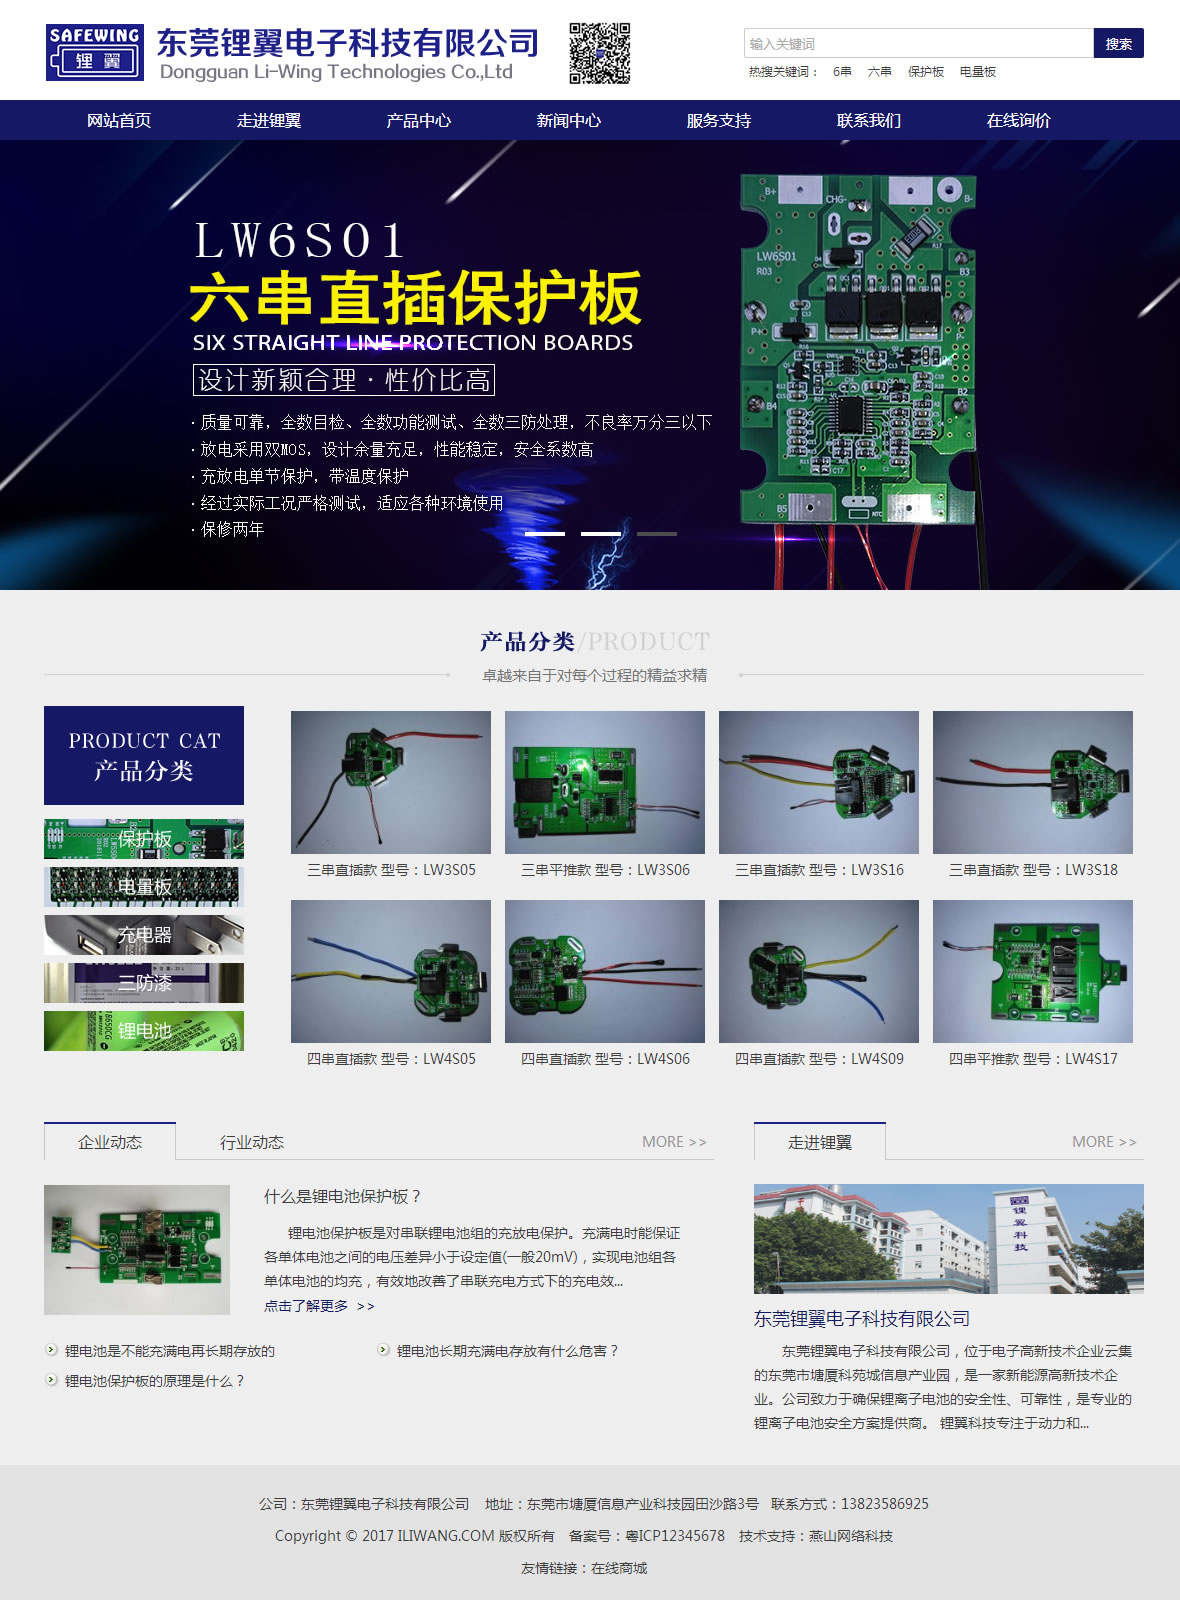 SAFEWING
锂 翼
东莞锂翼电子科技有限公司
Dongguan Li-Wing Technologies Co.,Ltd
输入关键词
搜索
热搜关键词： 6串 六串 保护板 电量板
网站首页 走进锂翼 产品中心 新闻中心 服务支持 联系我们 在线询价
LW6S01
六串直插保护板
SIX STRAIGHT LINE PROTECTION BOARDS
设计新颖合理·性价比高
· 质量可靠，全数目检、全数功能测试、全数三防处理，不良率万分三以下
· 放电采用双MOS，设计余量充足，性能稳定，安全系数高
· 充放电单节保护，带温度保护
· 经过实际工况严格测试，适应各种环境使用
· 保修两年
B+
CHG-
B-
LW6S01
R03
B3
P+
P-
B4
B2
B5
NTC
产品分类/PRODUCT
卓越来自于对每个过程的精益求精
PRODUCT CAT
产品分类
保护板
电量板
充电器
三防漆
锂电池
三串直插款 型号：LW3S05
三串平推款 型号：LW3S06
三串直插款 型号：LW3S16
三串直插款 型号：LW3S18
四串直插款 型号：LW4S05
四串直插款 型号：LW4S06
四串直插款 型号：LW4S09
四串平推款 型号：LW4S17
企业动态 行业动态 MORE >>
什么是锂电池保护板？
锂电池保护板是对串联锂电池组的充放电保护。充满电时能保证
各单体电池之间的电压差异小于设定值(一般20mV)，实现电池组各
单体电池的均充，有效地改善了串联充电方式下的充电效...
点击了解更多 >>
锂电池是不能充满电再长期存放的
锂电池长期充满电存放有什么危害？
锂电池保护板的原理是什么？
走进锂翼 MORE >>
锂翼科技
东莞锂翼电子科技有限公司
东莞锂翼电子科技有限公司，位于电子高新技术企业云集
的东莞市塘厦科苑城信息产业园，是一家新能源高新技术企
业。公司致力于确保锂离子电池的安全性、可靠性，是专业的
锂离子电池安全方案提供商。 锂翼科技专注于动力和...
公司：东莞锂翼电子科技有限公司 地址：东莞市塘厦信息产业科技园田沙路3号 联系方式：13823586925
Copyright © 2017 ILIWANG.COM 版权所有 备案号：粤ICP12345678 技术支持：燕山网络科技
友情链接：在线商城